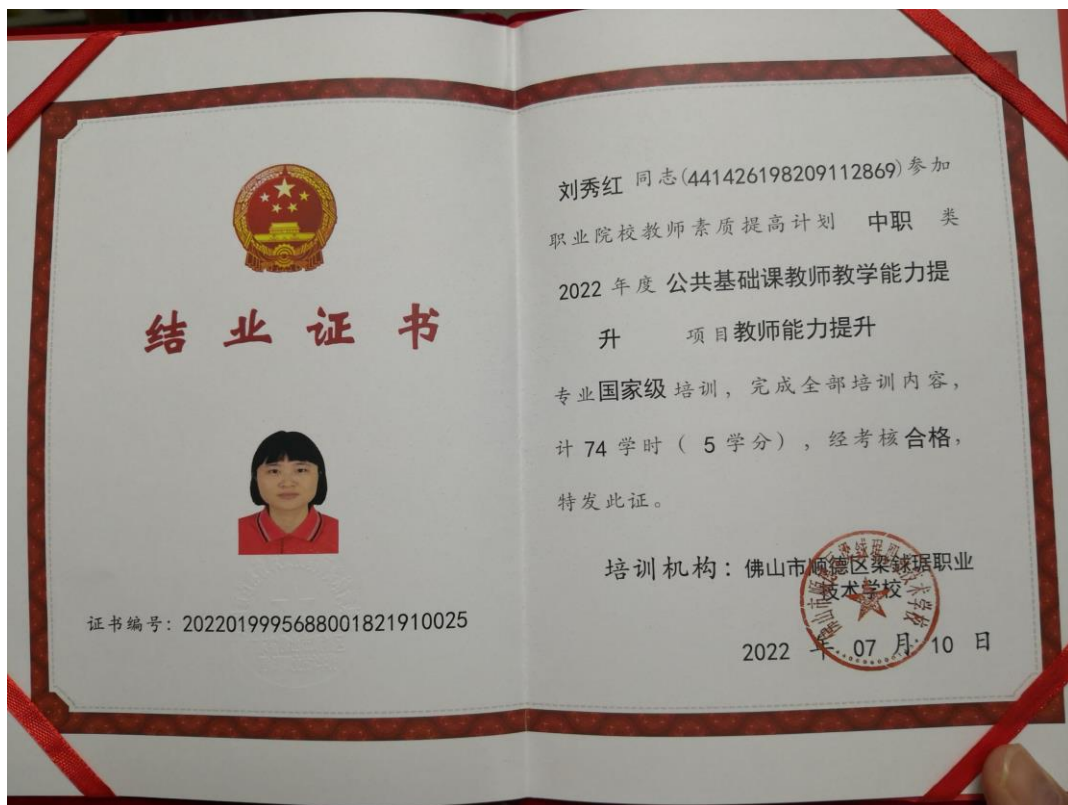 结业证书
证书编号：2022019995688001821910025
刘秀红 同志(441426198209112869)参加
职业院校教师素质提高计划 中职 类
2022 年度 公共基础课教师教学能力提
升 项目教师能力提升
专业国家级培训，完成全部培训内容，
计 74 学时（ 5 学分），经考核合格，
特发此证。
培训机构：佛山市顺德区梁銶琚职业
技术学校
2022 年 07 月 10 日